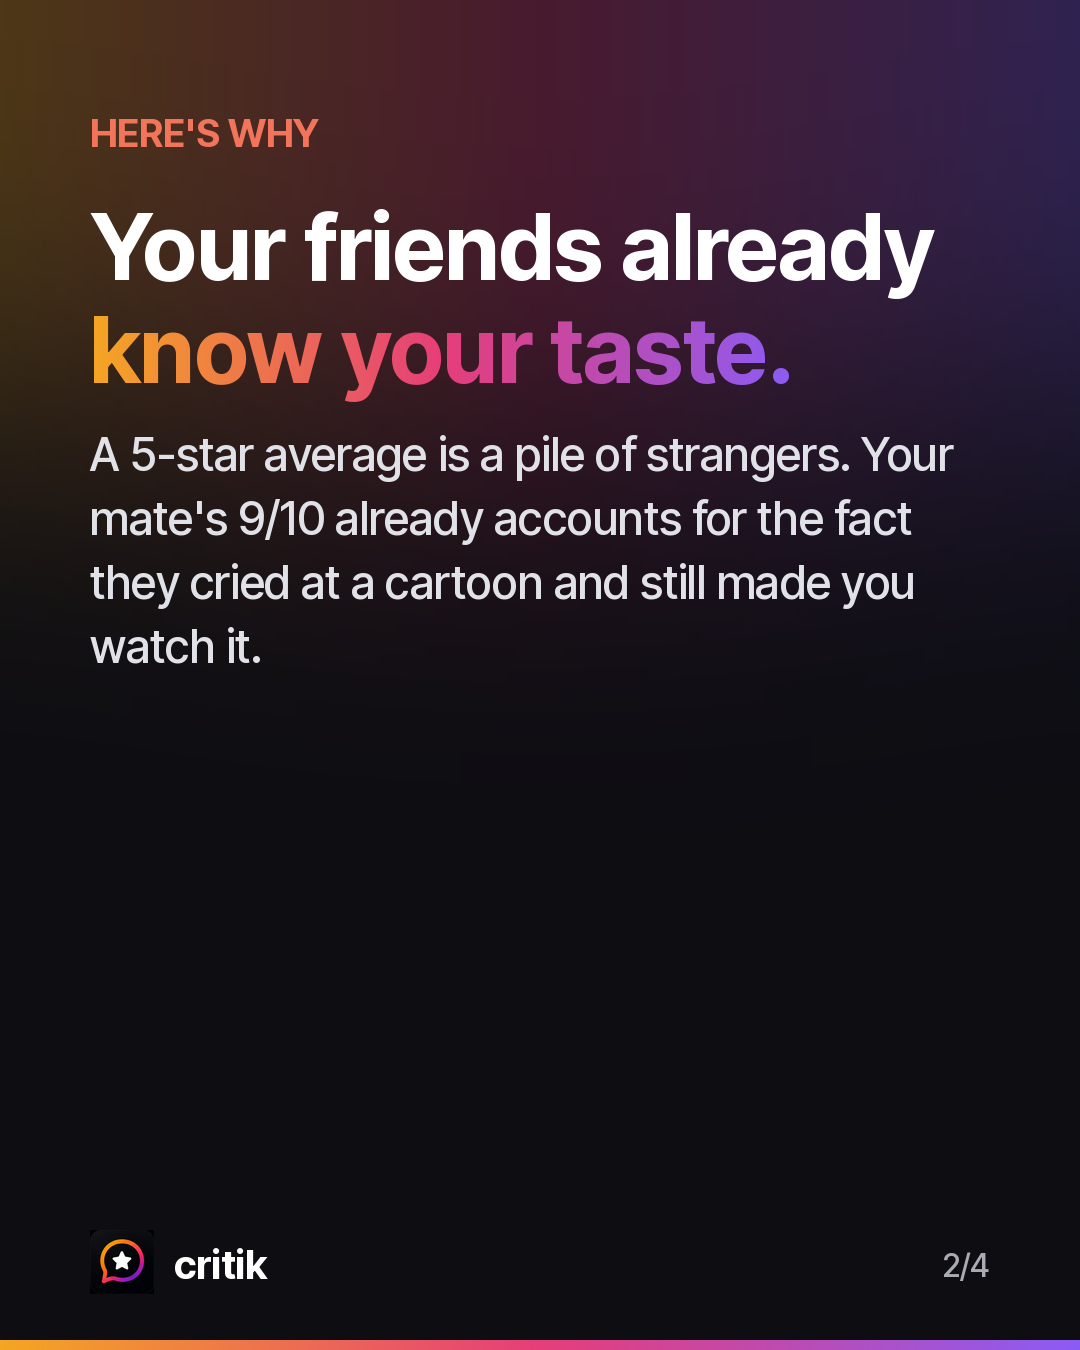 HERE'S WHY
Your friends already
know your taste.
A 5-star average is a pile of strangers. Your
mate's 9/10 already accounts for the fact
they cried at a cartoon and still made you
watch it.
critik
2/4